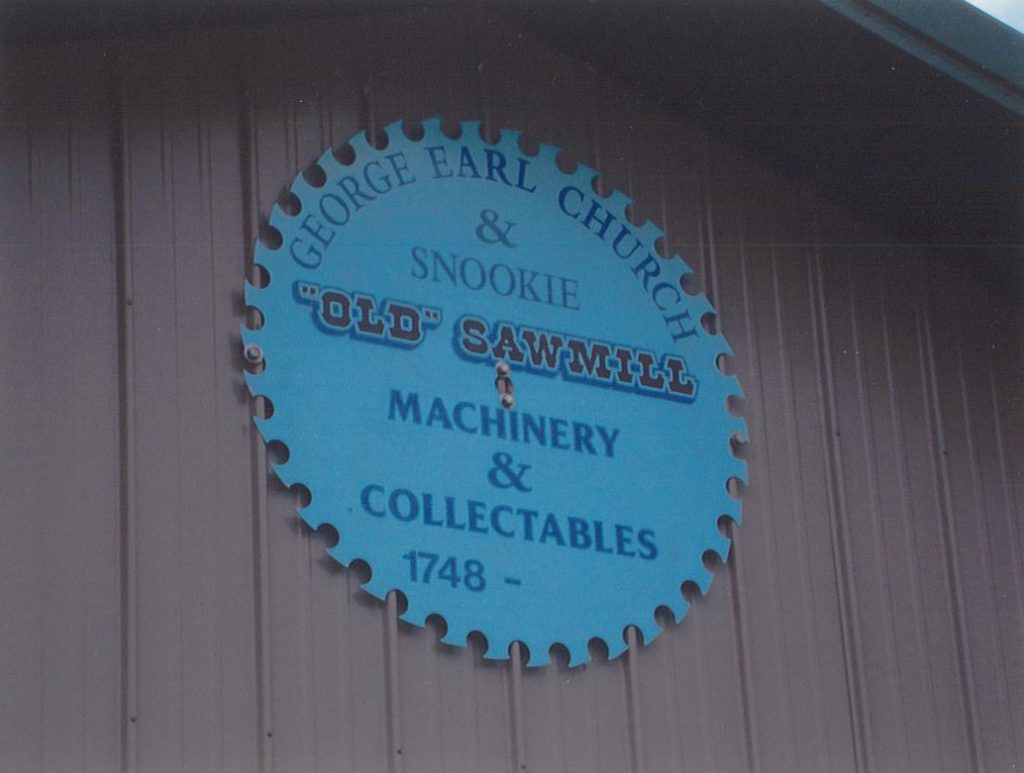 GEORGE EARL CHURCH
&
SNOOKIE
"OLD" SAWMILL
MACHINERY
&
COLLECTABLES
1748 -